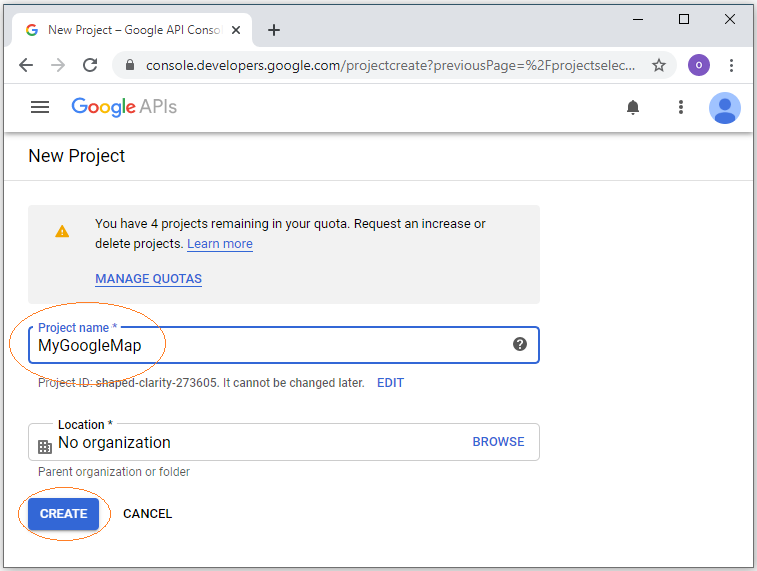 New Project – Google API Conso
console.developers.google.com/projectcreate?previousPage=%2Fprojectselec...
O
Google APIs
New Project
You have 4 projects remaining in your quota. Request an increase or
delete projects. Learn more
MANAGE QUOTAS
Project name *
MyGoogleMap
Project ID: shaped-clarity-273605. It cannot be changed later. EDIT
Location *
No organization BROWSE
Parent organization or folder
CREATE CANCEL